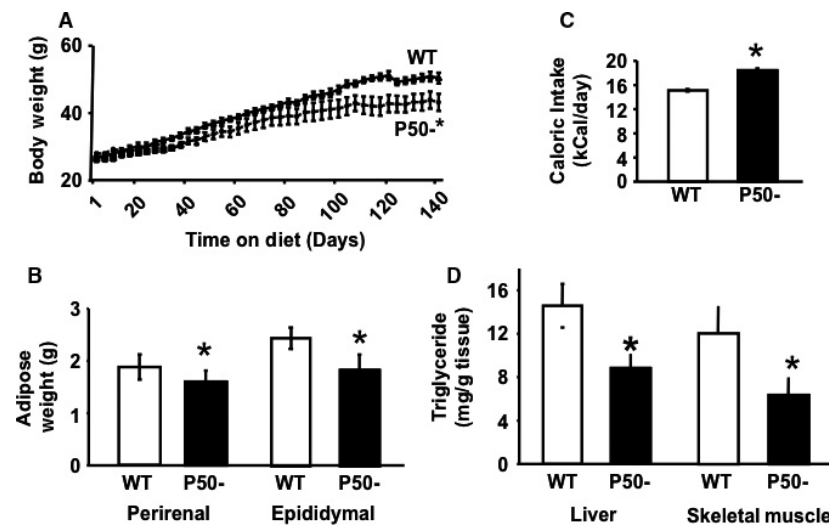 A
Body weight (g)
60
40
20
WT
P50-*
1 20 40 60 80 100 120 140
Time on diet (Days)
C
Caloric Intake
(kCal/day)
20
16
12
8
4
0
*
WT P50-
B
Adipose
weight (g)
3
2
1
0
* *
WT P50- WT P50-
Perirenal Epididymal
D
Triglyceride
(mg/g tissue)
16
12
8
4
0
* *
WT P50- WT P50-
Liver Skeletal muscle